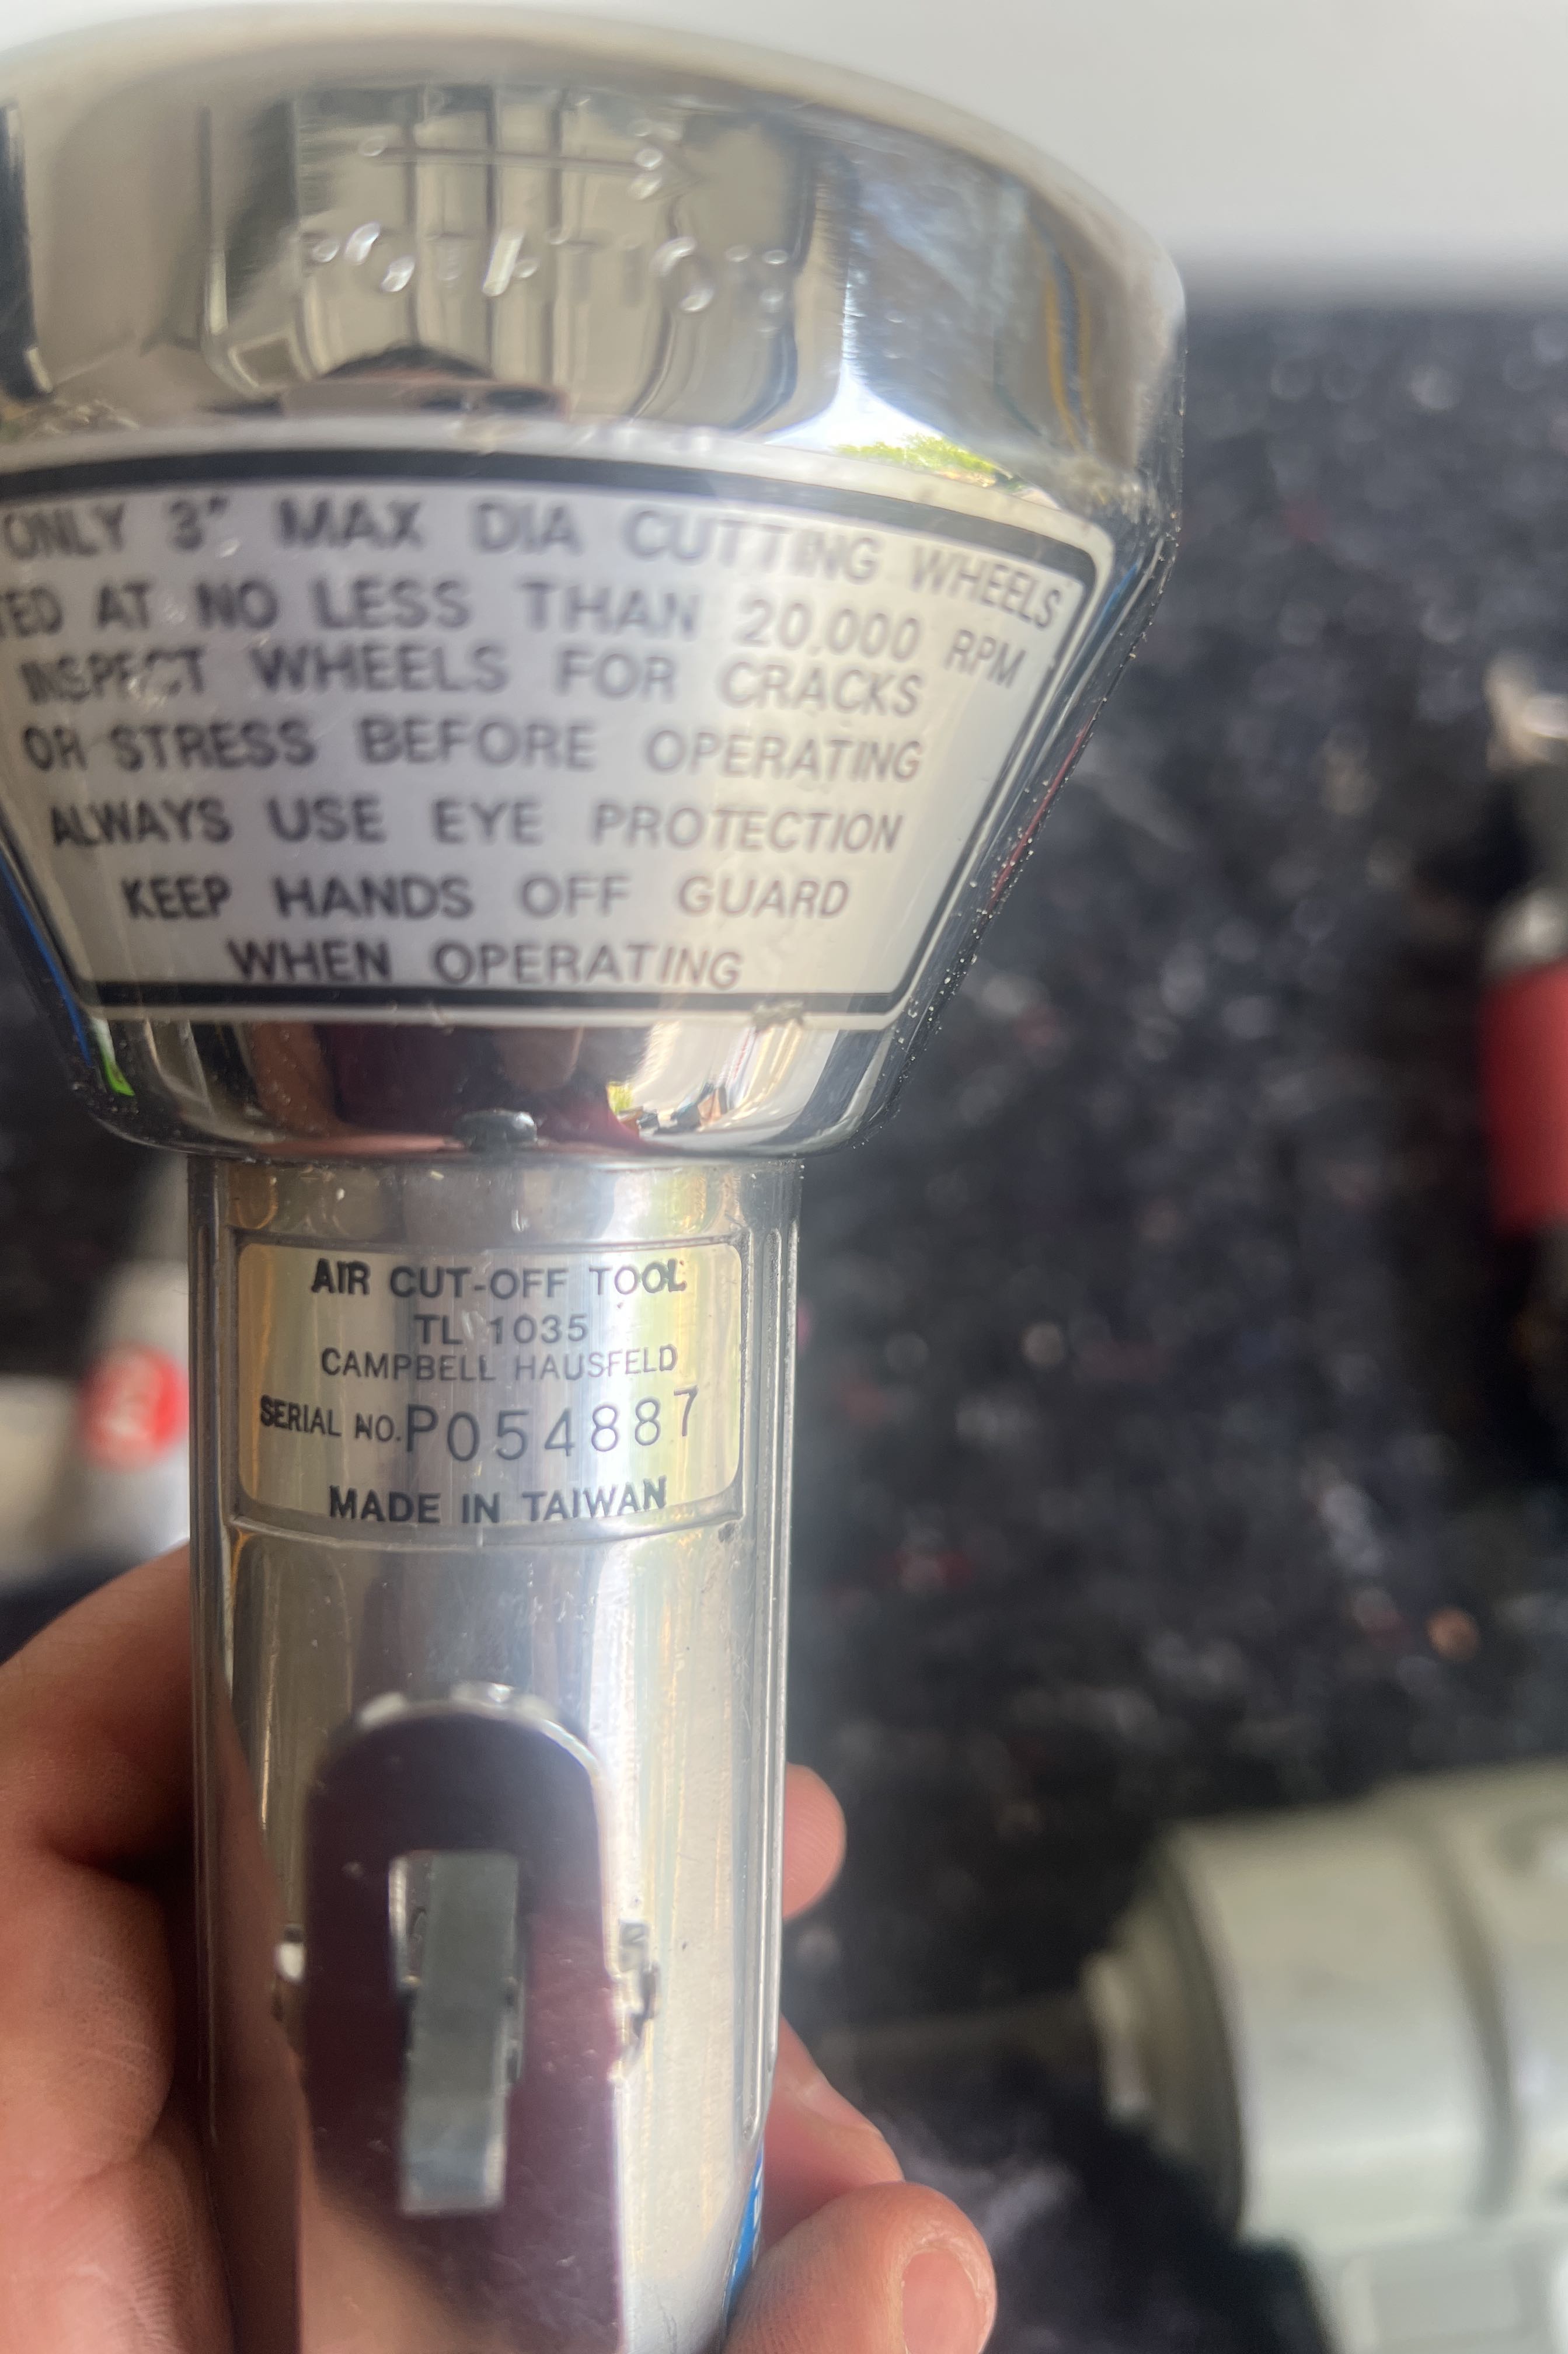 ONLY 3" MAX DIA CUTTING WHEELS
AT NO LESS THAN 20,000 RPM
INSPECT WHEELS FOR CRACKS
OR STRESS BEFORE OPERATING
ALWAYS USE EYE PROTECTION
KEEP HANDS OFF GUARD
WHEN OPERATING
AIR CUT-OFF TOOL
TL 1035
CAMPBELL HAUSFELD
SERIAL NO. P054887
MADE IN TAIWAN